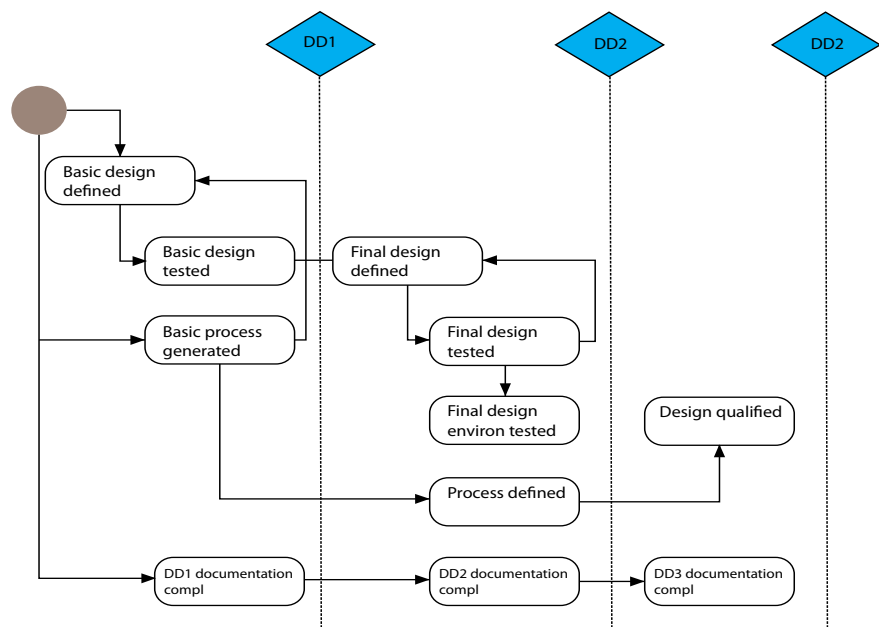 DD1
DD2
DD2
Basic design
defined
Basic design
tested
Final design
defined
Basic process
generated
Final design
tested
Final design
environ tested
Design qualified
Process defined
DD1 documentation
compl
DD2 documentation
compl
DD3 documentation
compl